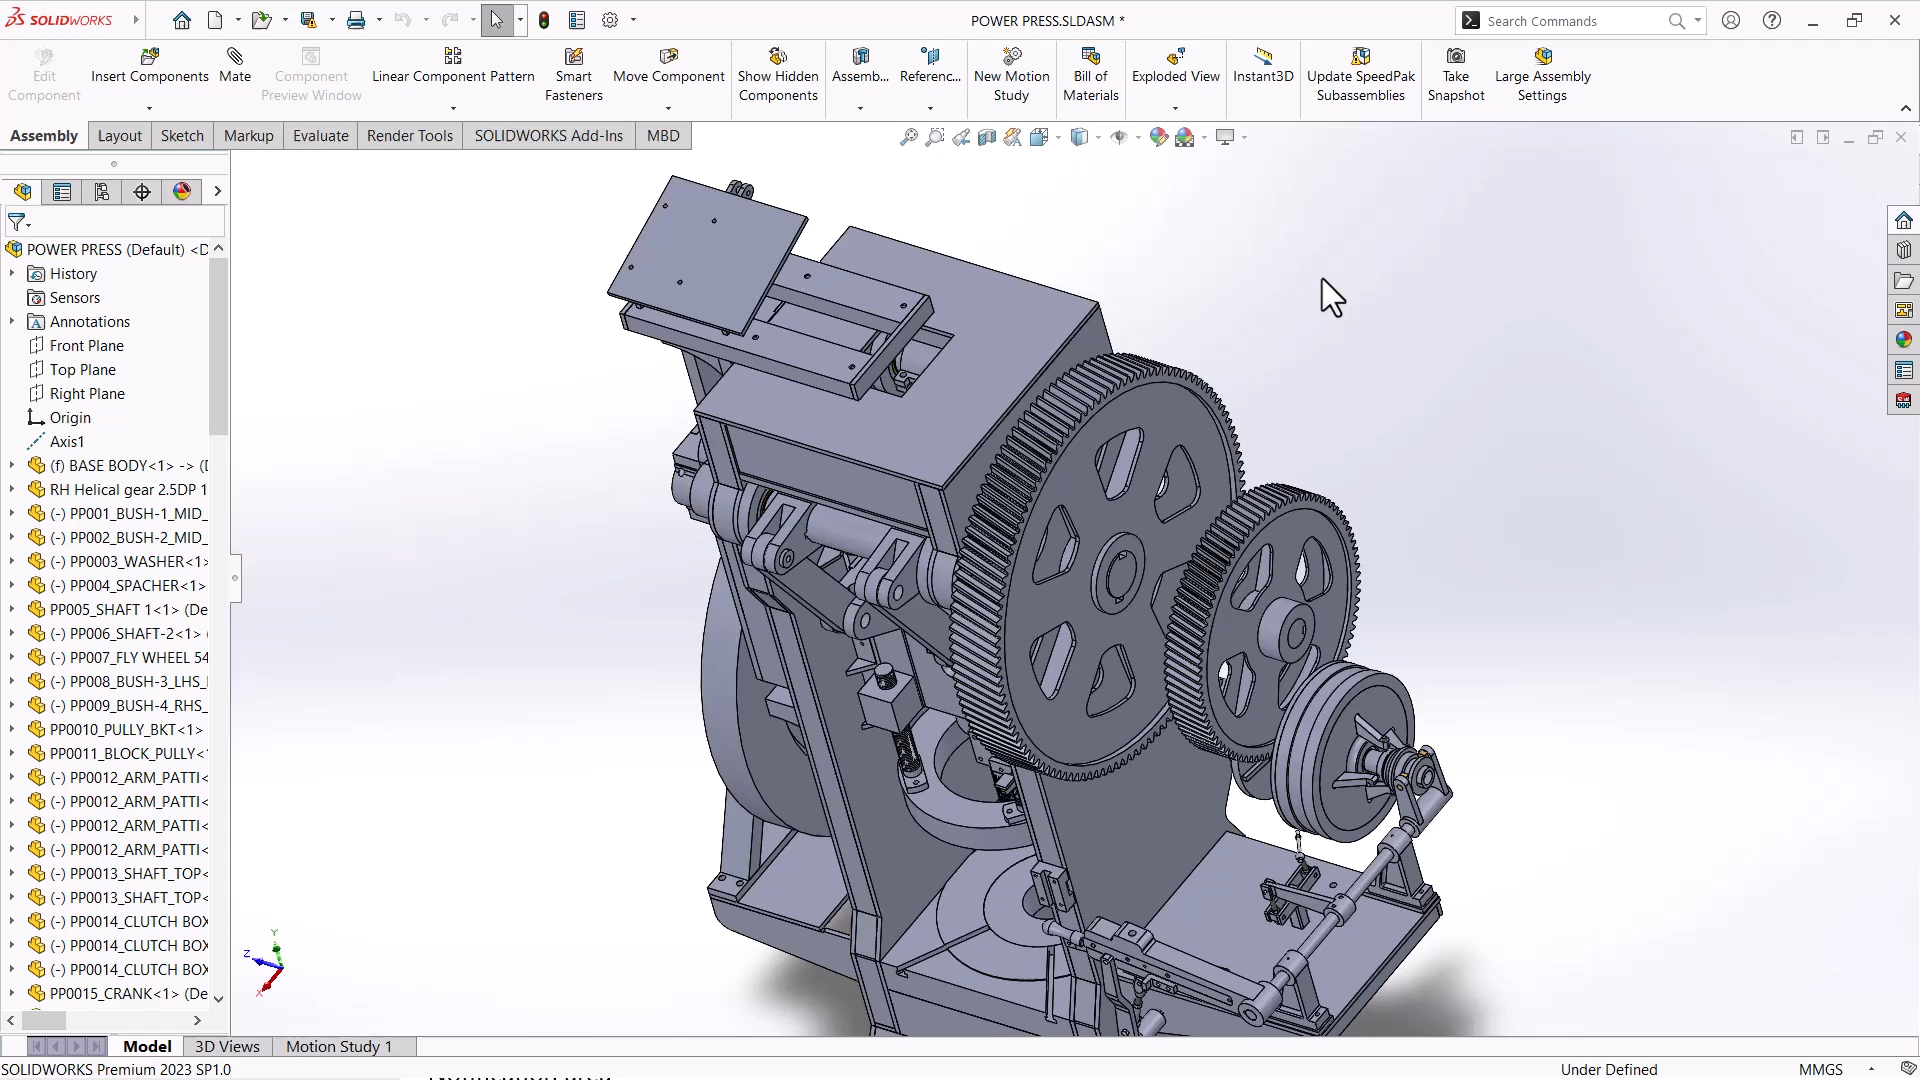 SOLIDWORKS
POWER PRESS.SLDASM *
Search Commands
Edit Component
Insert Components
Mate
Component Preview Window
Linear Component Pattern
Smart Fasteners
Move Component
Show Hidden Components
Assemb...
Referenc...
New Motion Study
Bill of Materials
Exploded View
Instant3D
Update SpeedPak Subassemblies
Take Snapshot
Large Assembly Settings
Assembly
Layout
Sketch
Markup
Evaluate
Render Tools
SOLIDWORKS Add-Ins
MBD
POWER PRESS (Default) <D
History
Sensors
Annotations
Front Plane
Top Plane
Right Plane
Origin
Axis1
(f) BASE BODY<1> -> (D
RH Helical gear 2.5DP 1
(-) PP001_BUSH-1_MID_
(-) PP002_BUSH-2_MID_
(-) PP0003_WASHER<1>
(-) PP004_SPACHER<1>
PP005_SHAFT 1<1> (De
(-) PP006_SHAFT-2<1> (
(-) PP007_FLY WHEEL 54
(-) PP008_BUSH-3_LHS_
(-) PP009_BUSH-4_RHS_
PP0010_PULLY_BKT<1>
PP0011_BLOCK_PULLY<
(-) PP0012_ARM_PATTI<
(-) PP0012_ARM_PATTI<
(-) PP0012_ARM_PATTI<
(-) PP0012_ARM_PATTI<
(-) PP0013_SHAFT_TOP<
(-) PP0013_SHAFT_TOP<
(-) PP0014_CLUTCH BOX
(-) PP0014_CLUTCH BOX
(-) PP0014_CLUTCH BOX
PP0015_CRANK<1> (De
Y
Z
X
Model
3D Views
Motion Study 1
SOLIDWORKS Premium 2023 SP1.0
Under Defined
MMGS